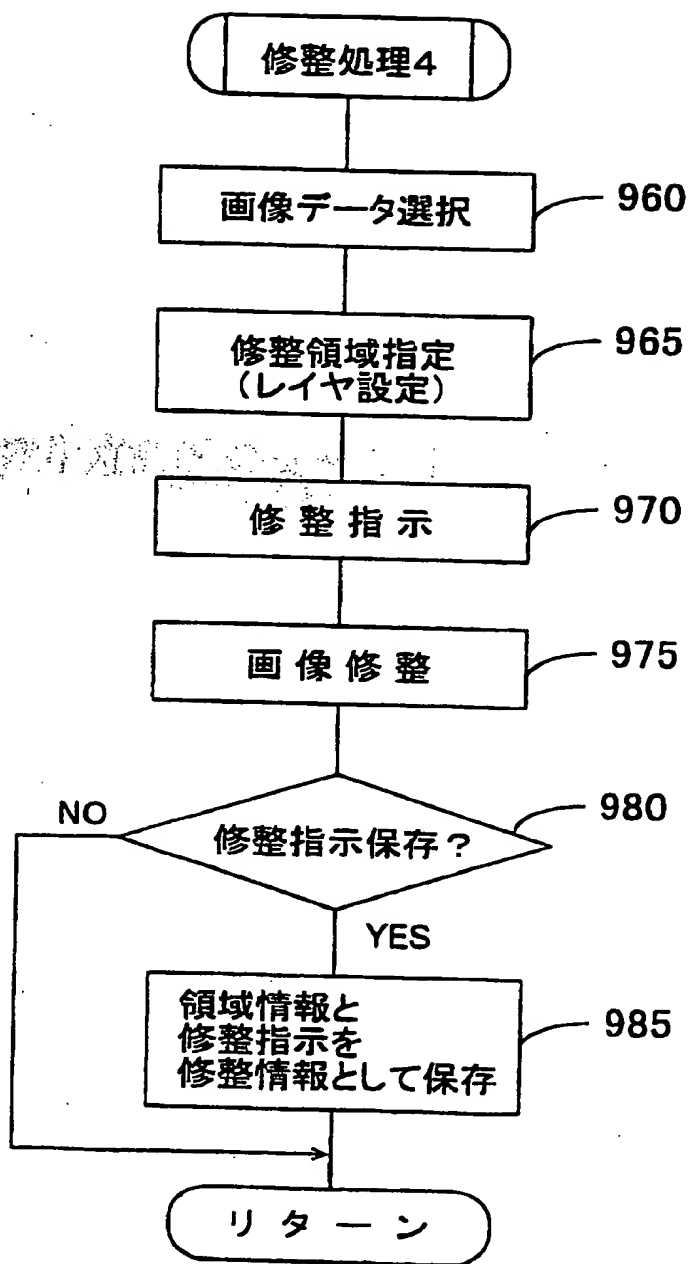 修整処理4
画像データ選択
960
修整領域指定
(レイヤ設定)
965
修整指示
970
画像修整
975
修整指示保存?
980
NO
YES
領域情報と
修整指示を
修整情報として保存
985
リターン